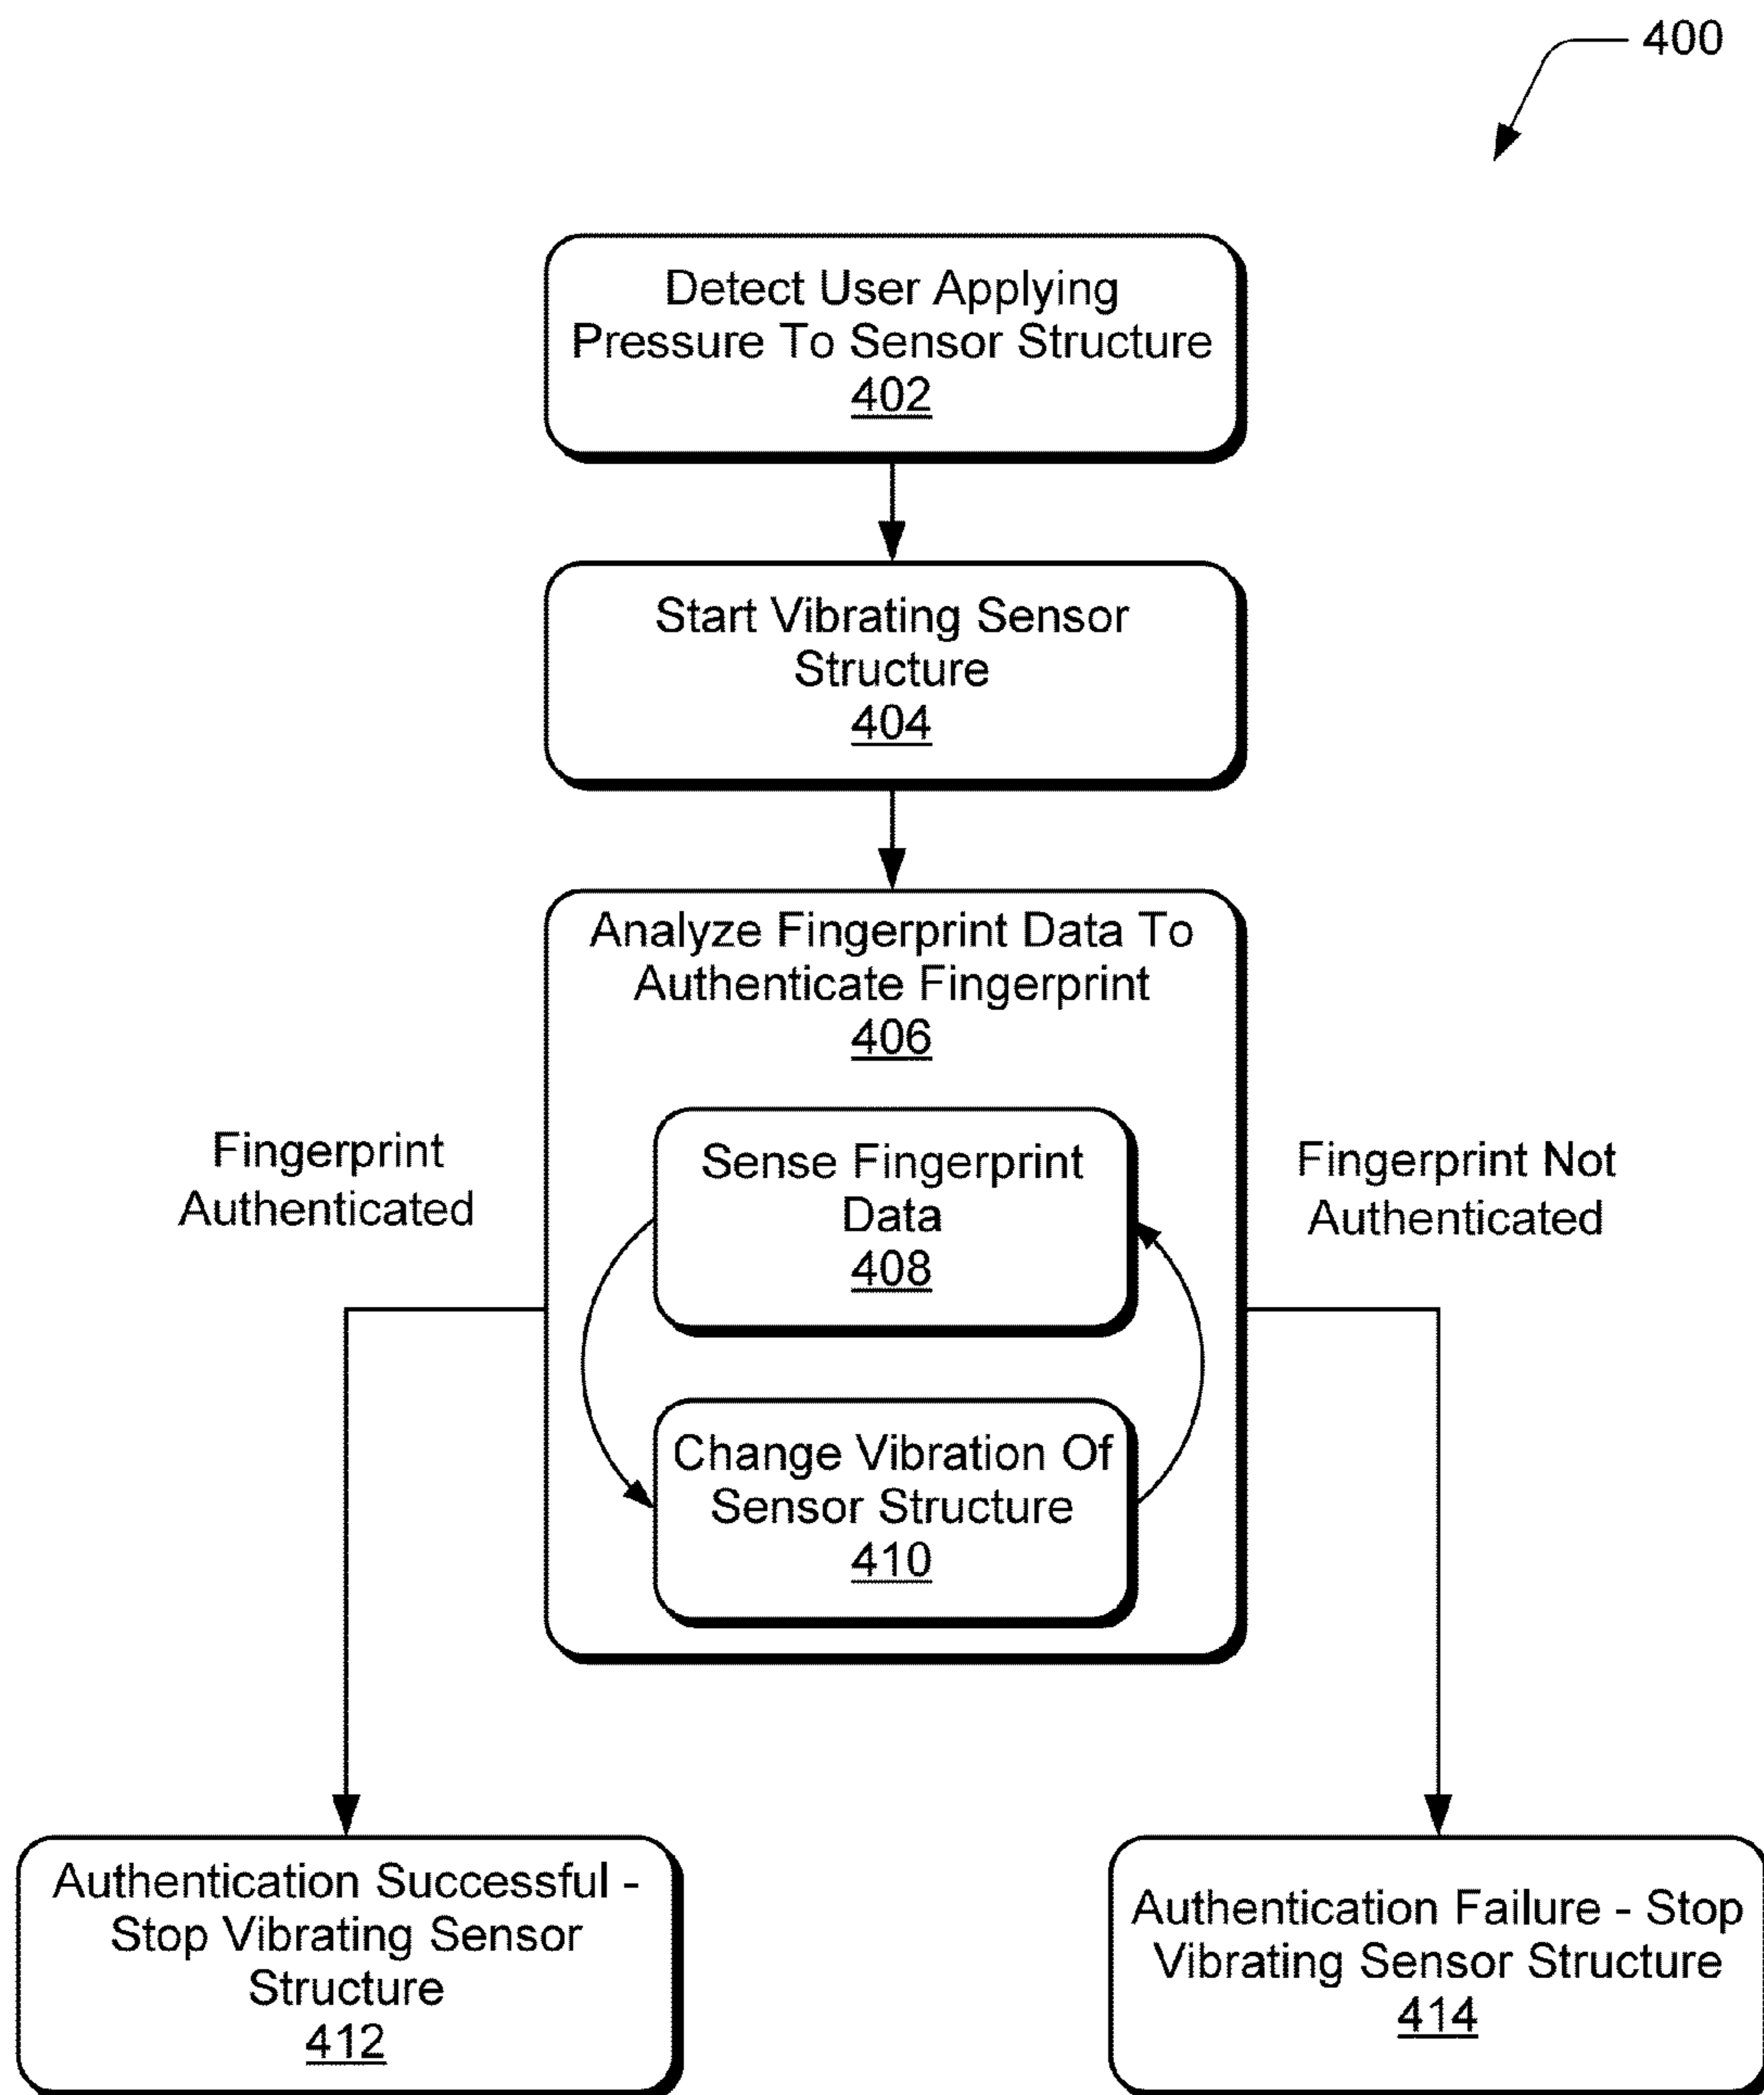 400
Detect User Applying
Pressure To Sensor Structure
402
Start Vibrating Sensor
Structure
404
Analyze Fingerprint Data To
Authenticate Fingerprint
406
Fingerprint
Authenticated
Sense Fingerprint
Data
408
Fingerprint Not
Authenticated
Change Vibration Of
Sensor Structure
410
Authentication Successful -
Stop Vibrating Sensor
Structure
412
Authentication Failure - Stop
Vibrating Sensor Structure
414